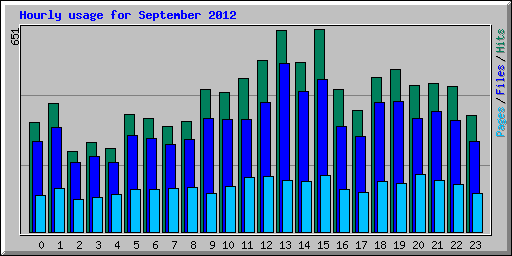 Hourly usage for September 2012
651
Pages/Files/Hits
0 1 2 3 4 5 6 7 8 9 10 11 12 13 14 15 16 17 18 19 20 21 22 23